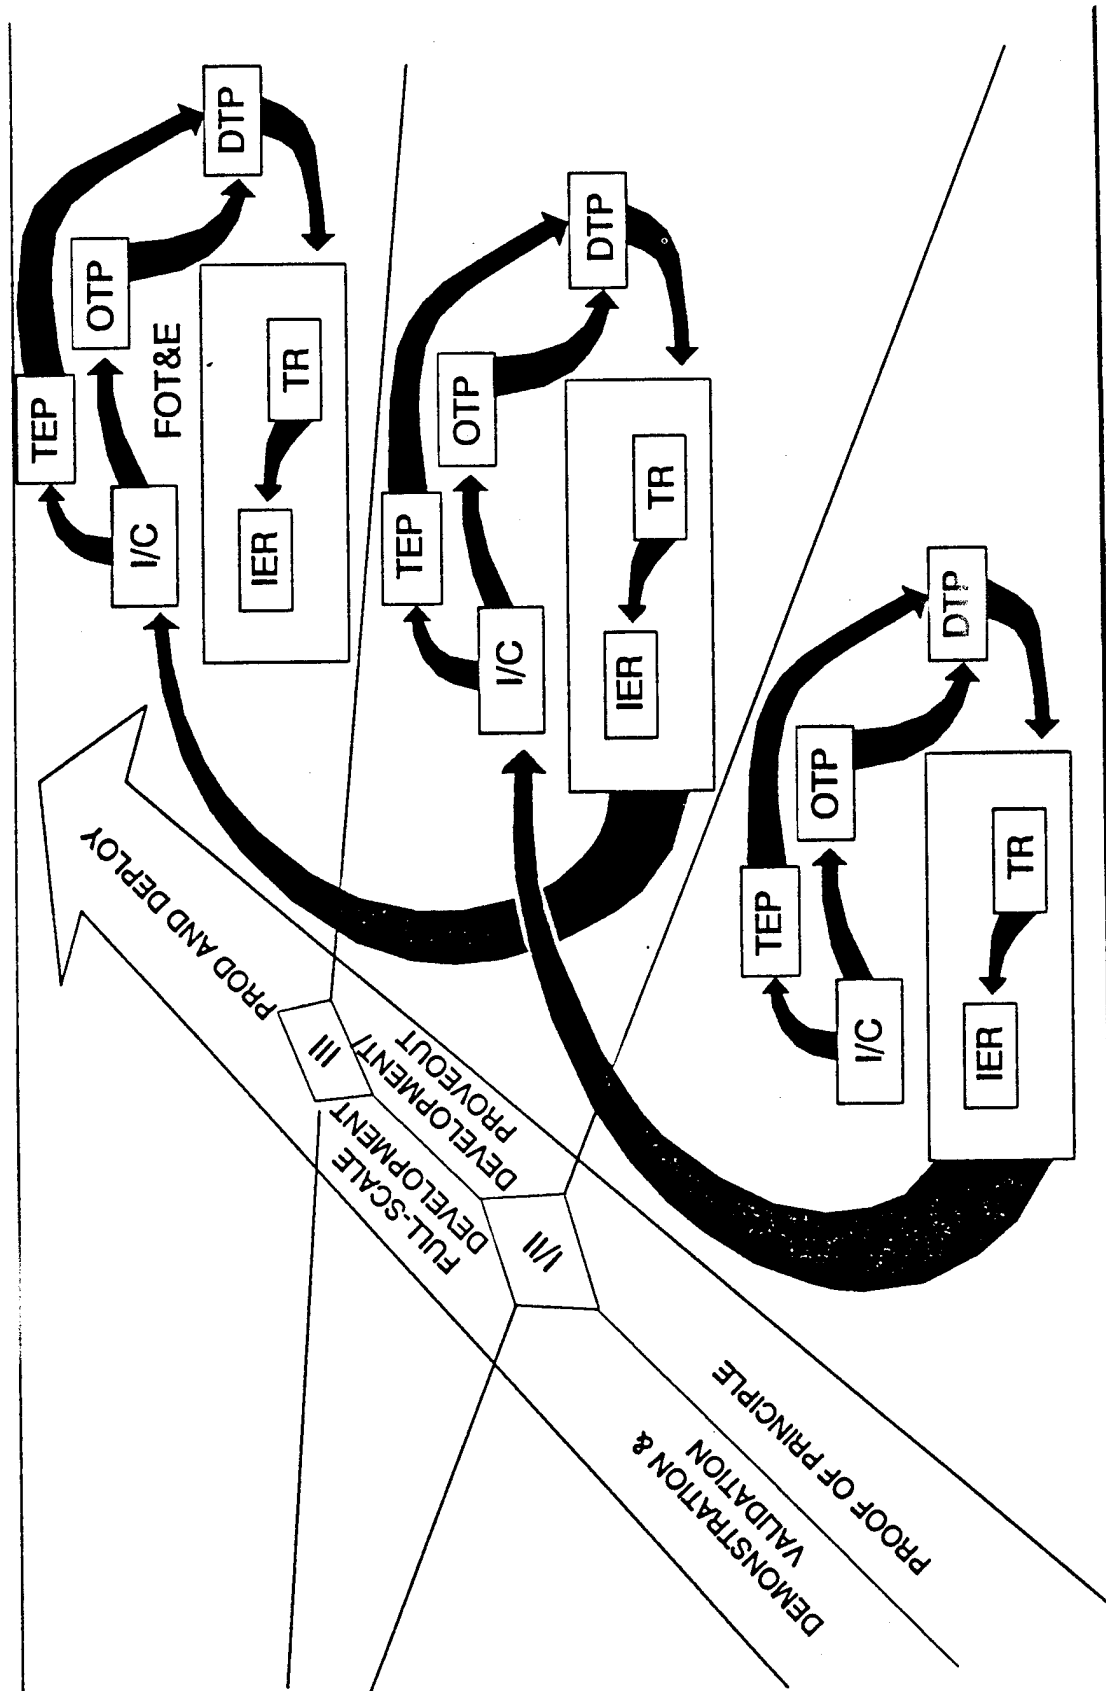 DEMONSTRATION &
VALIDATION
PROOF OF PRINCIPLE
I/II
FULL-SCALE
DEVELOPMENT
DEVELOPMENT/
PROVEOUT
III
PROD AND DEPLOY
TEP
OTP
I/C
DTP
FOT&E
IER
TR
TEP
OTP
I/C
DTP
IER
TR
TEP
OTP
I/C
DTP
IER
TR